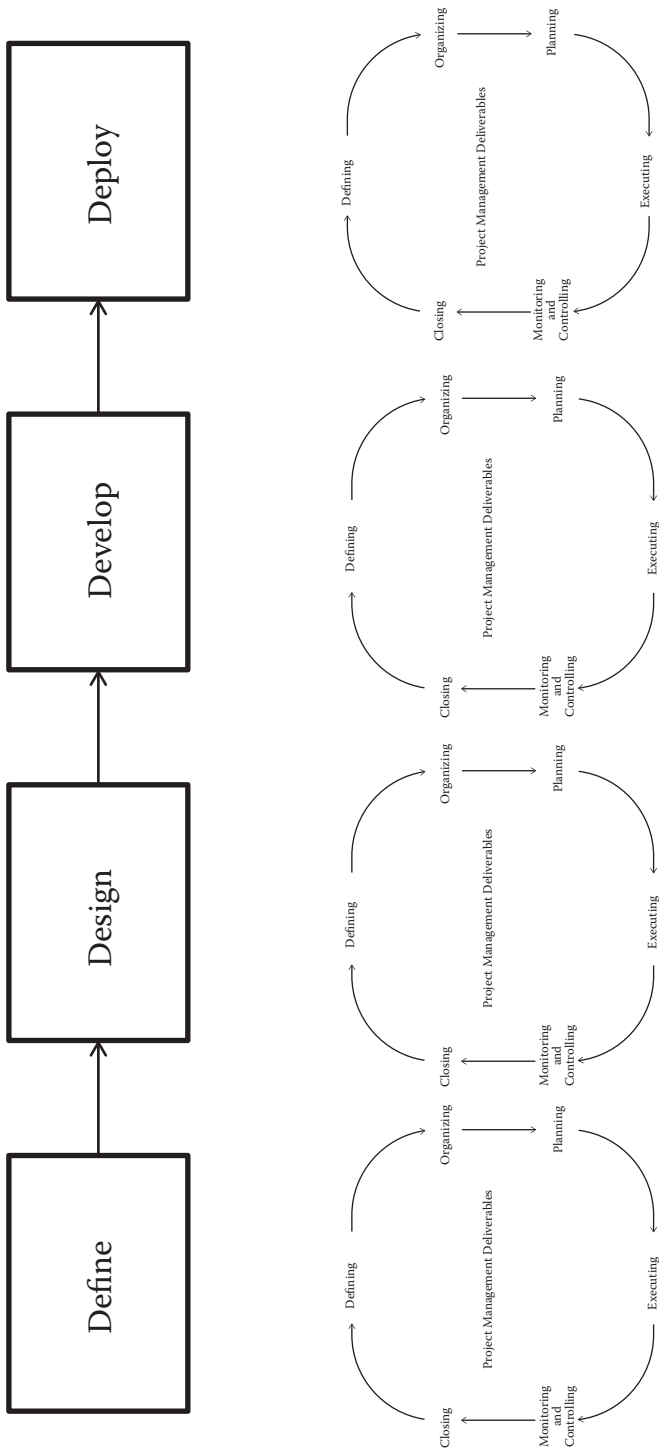 Define
Design
Develop
Deploy
Defining
Organizing
Planning
Executing
Monitoring
and
Controlling
Closing
Project Management Deliverables
Defining
Organizing
Planning
Executing
Monitoring
and
Controlling
Closing
Project Management Deliverables
Defining
Organizing
Planning
Executing
Monitoring
and
Controlling
Closing
Project Management Deliverables
Defining
Organizing
Planning
Executing
Monitoring
and
Controlling
Closing
Project Management Deliverables